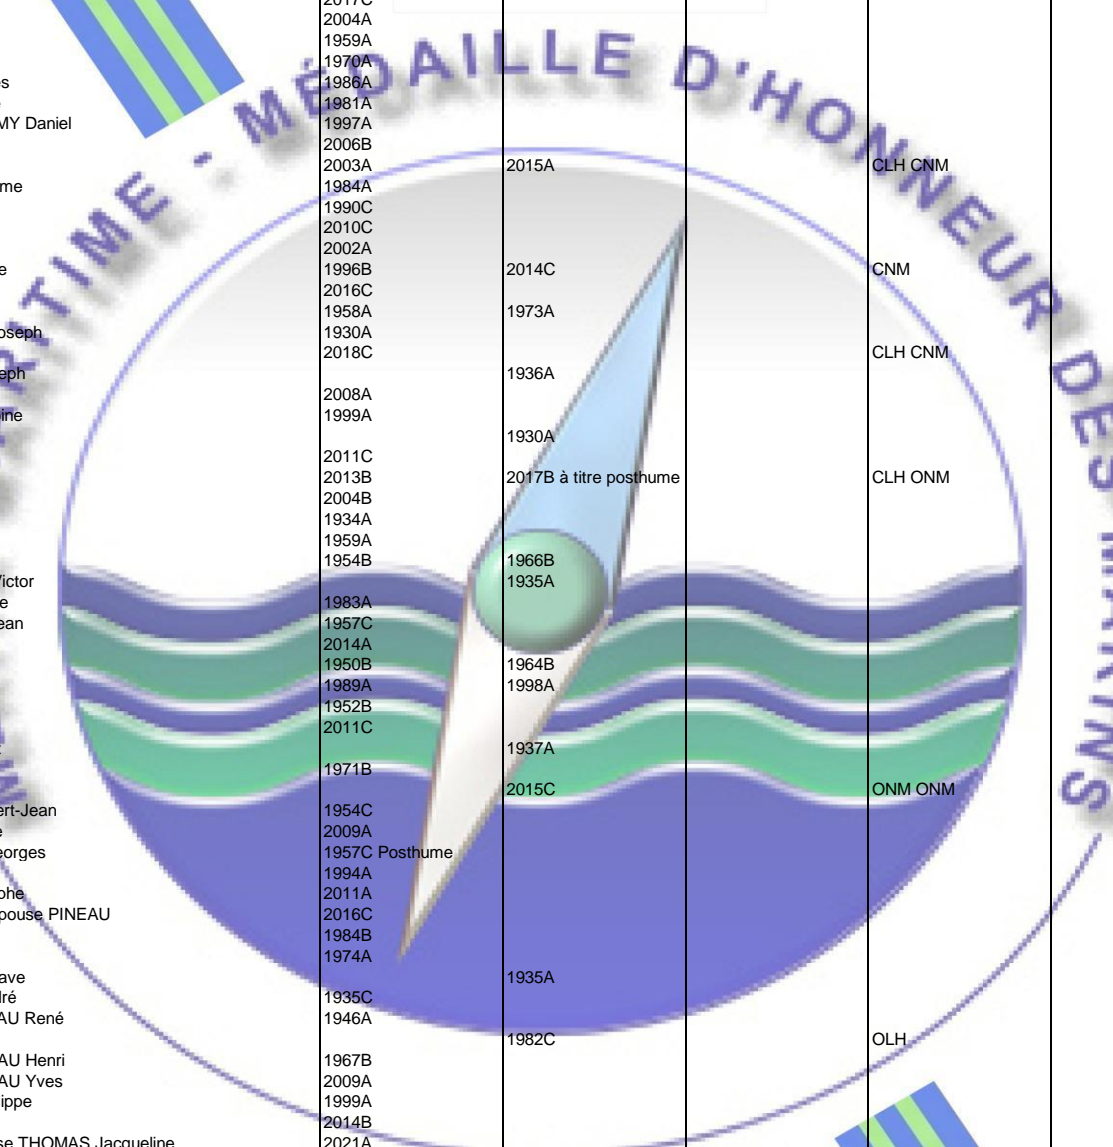 2017C
2004A
1959A
1970A
es 1986A
1981A
MY Daniel 1997A
2006B
2003A 2015A CLH CNM
me 1984A
1990C
2010C
2002A
e 1996B 2014C CNM
2016C
1958A 1973A
oseph 1930A
2018C CLH CNM
eph 1936A
2008A
ine 1999A
1930A
2011C
2013B 2017B à titre posthume CLH ONM
2004B
1934A
1959A
1954B 1966B
Victor 1935A
e 1983A
ean 1957C
2014A
1950B 1964B
1989A 1998A
1952B
2011C
1937A
1971B
2015C ONM ONM
ert-Jean 1954C
e 2009A
eorges 1957C Posthume
1994A
phe 2011A
pouse PINEAU 2016C
1984B
1974A
ave 1935A
dré 1935C
AU René 1946A
1982C OLH
AU Henri 1967B
AU Yves 2009A
lippe 1999A
2014B
se THOMAS Jacqueline 2021A
ARITIME - MÉDAILLE D'HONNEUR DES MARINS